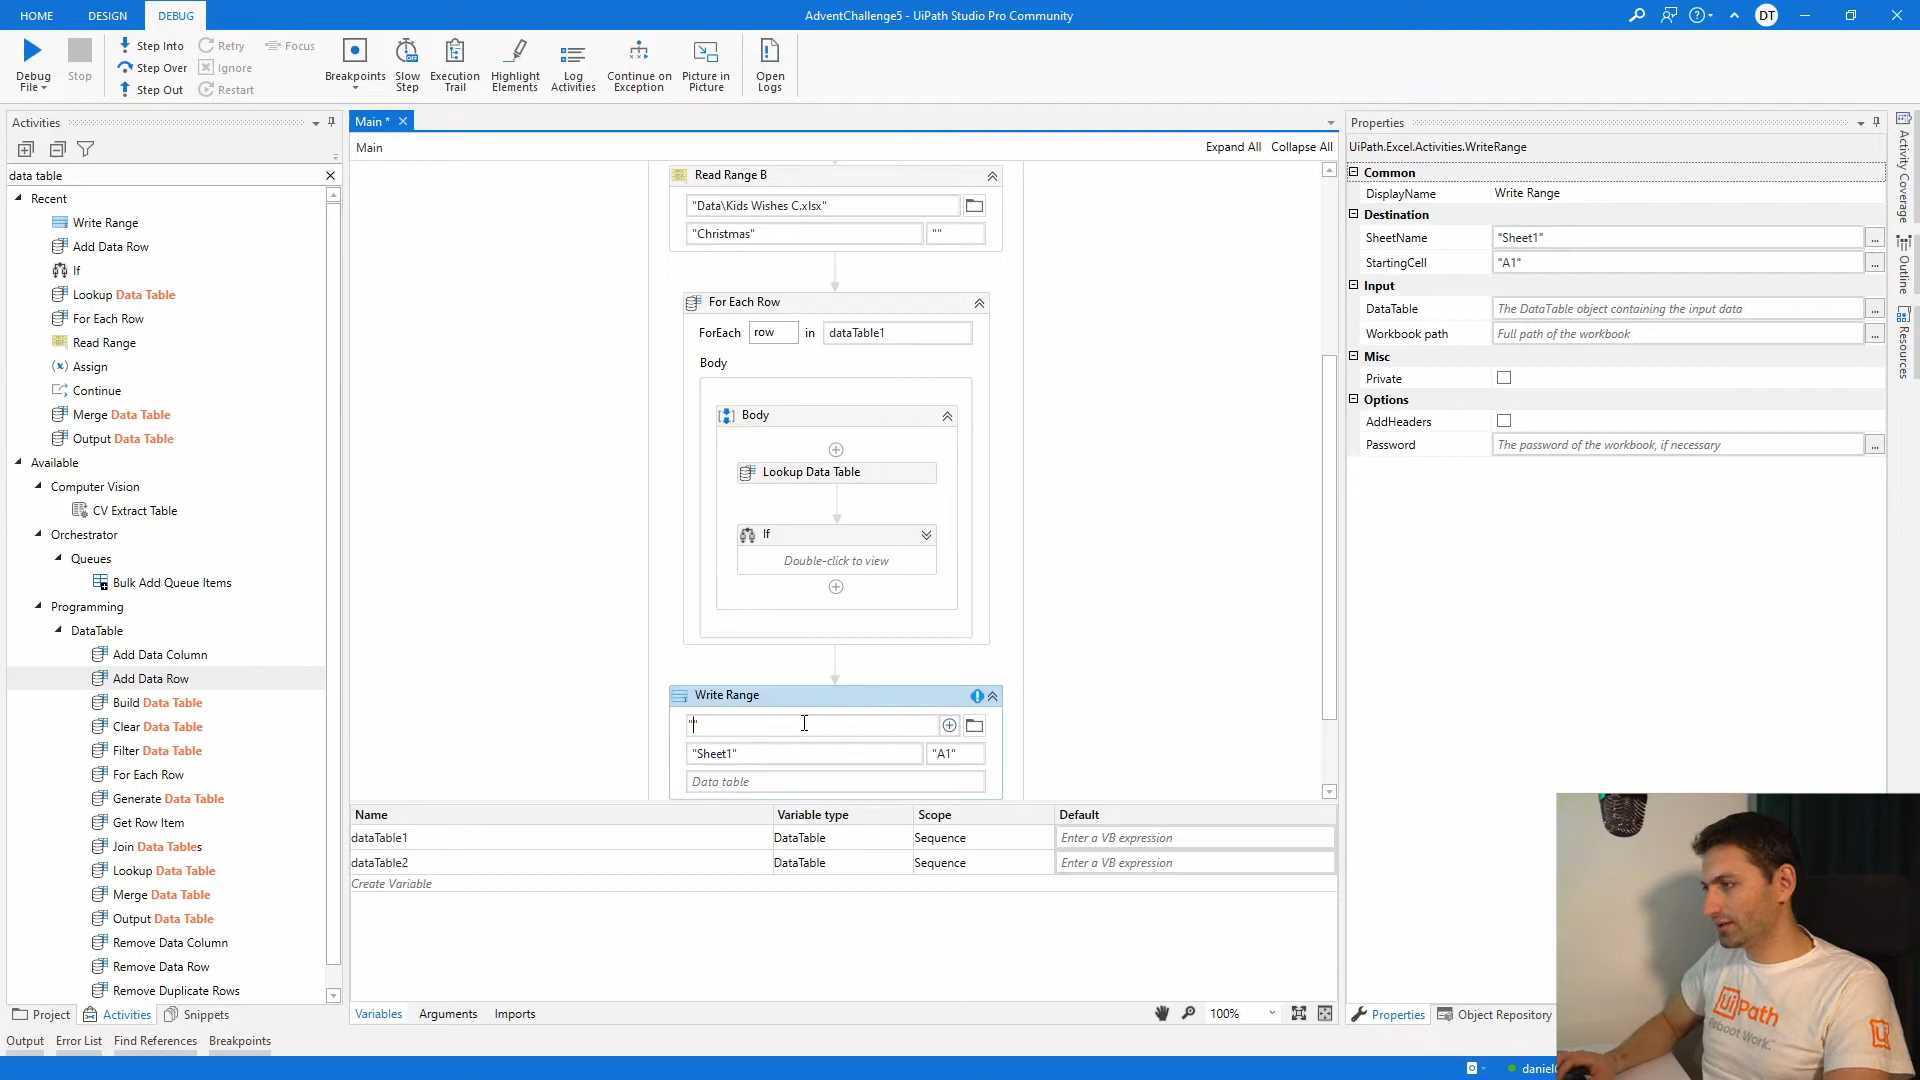 HOME DESIGN DEBUG
AdventChallenge5 - UiPath Studio Pro Community
DT
Debug File
Stop
Step Into
Step Over
Step Out
Retry
Ignore
Restart
Focus
Breakpoints
Slow Step
Execution Trail
Highlight Elements
Log Activities
Continue on Exception
Picture in Picture
Open Logs
Activities
data table
Recent
Write Range
Add Data Row
If
Lookup Data Table
For Each Row
Read Range
Assign
Continue
Merge Data Table
Output Data Table
Available
Computer Vision
CV Extract Table
Orchestrator
Queues
Bulk Add Queue Items
Programming
DataTable
Add Data Column
Add Data Row
Build Data Table
Clear Data Table
Filter Data Table
For Each Row
Generate Data Table
Get Row Item
Join Data Tables
Lookup Data Table
Merge Data Table
Output Data Table
Remove Data Column
Remove Data Row
Remove Duplicate Rows
Project Activities Snippets
Output Error List Find References Breakpoints
Main *
Main
Expand All Collapse All
Read Range B
"Data\Kids Wishes C.xlsx"
"Christmas" ""
For Each Row
ForEach row in dataTable1
Body
Body
Lookup Data Table
If
Double-click to view
Write Range
""
"Sheet1" "A1"
Data table
Name Variable type Scope Default
dataTable1 DataTable Sequence Enter a VB expression
dataTable2 DataTable Sequence Enter a VB expression
Create Variable
Variables Arguments Imports
100%
Properties
UiPath.Excel.Activities.WriteRange
Common
DisplayName Write Range
Destination
SheetName "Sheet1" ...
StartingCell "A1" ...
Input
DataTable The DataTable object containing the input data ...
Workbook path Full path of the workbook ...
Misc
Private
Options
AddHeaders
Password The password of the workbook, if necessary ...
Properties Object Repository
Activity Coverage
Outline
Resources
UiPath
Reboot Work.